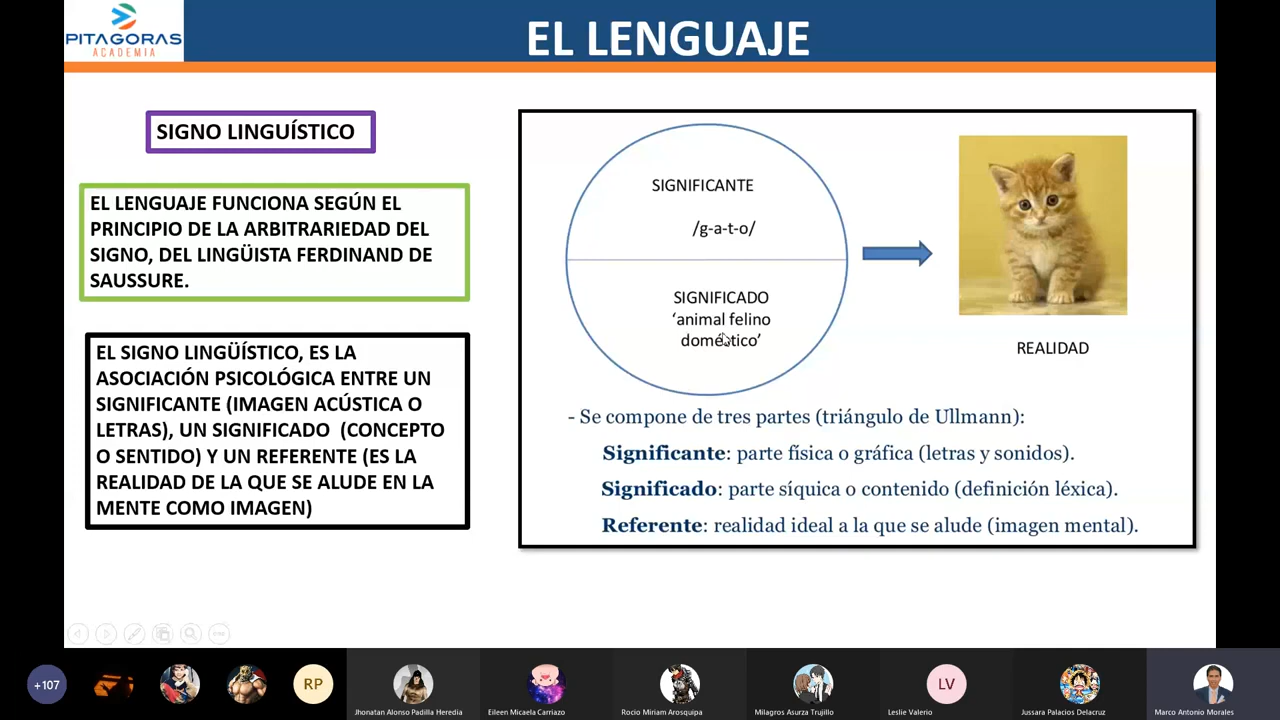 PITAGORAS
ACADEMIA
EL LENGUAJE
SIGNO LINGUÍSTICO
EL LENGUAJE FUNCIONA SEGÚN EL
PRINCIPIO DE LA ARBITRARIEDAD DEL
SIGNO, DEL LINGÜISTA FERDINAND DE
SAUSSURE.
EL SIGNO LINGÜÍSTICO, ES LA
ASOCIACIÓN PSICOLÓGICA ENTRE UN
SIGNIFICANTE (IMAGEN ACÚSTICA O
LETRAS), UN SIGNIFICADO (CONCEPTO
O SENTIDO) Y UN REFERENTE (ES LA
REALIDAD DE LA QUE SE ALUDE EN LA
MENTE COMO IMAGEN)
SIGNIFICANTE
/g-a-t-o/
SIGNIFICADO
‘animal felino
doméstico’
REALIDAD
- Se compone de tres partes (triángulo de Ullmann):
Significante: parte física o gráfica (letras y sonidos).
Significado: parte síquica o contenido (definición léxica).
Referente: realidad ideal a la que se alude (imagen mental).
+107
RP
LV
Jhonatan Alonso Padilla Heredia
Eileen Micaela Carriazo
Rocio Miriam Arosquipa
Milagros Asurza Trujillo
Leslie Valerio
Jussara Palacios Delacruz
Marco Antonio Morales